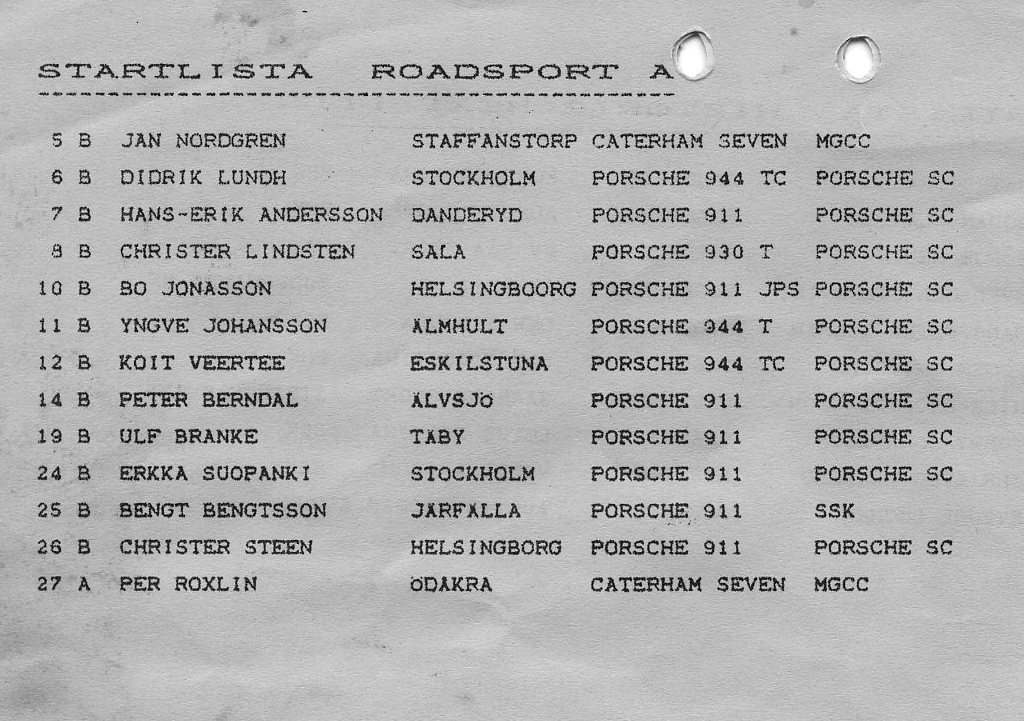 STARTLISTA ROADSPORT A
5 B JAN NORDGREN STAFFANSTORP CATERHAM SEVEN MGCC
6 B DIDRIK LUNDH STOCKHOLM PORSCHE 944 TC PORSCHE SC
7 B HANS-ERIK ANDERSSON DANDERYD PORSCHE 911 PORSCHE SC
8 B CHRISTER LINDSTEN SALA PORSCHE 930 T PORSCHE SC
10 B BO JONASSON HELSINGBOORG PORSCHE 911 JPS PORSCHE SC
11 B YNGVE JOHANSSON ÄLMHULT PORSCHE 944 T PORSCHE SC
12 B KOIT VEERTEE ESKILSTUNA PORSCHE 944 TC PORSCHE SC
14 B PETER BERNDAL ÄLVSJÖ PORSCHE 911 PORSCHE SC
19 B ULF BRANKE TÄBY PORSCHE 911 PORSCHE SC
24 B ERKKA SUOPANKI STOCKHOLM PORSCHE 911 PORSCHE SC
25 B BENGT BENGTSSON JÄRFÄLLA PORSCHE 911 SSK
26 B CHRISTER STEEN HELSINGBORG PORSCHE 911 PORSCHE SC
27 A PER ROXLIN ÖDÅKRA CATERHAM SEVEN MGCC